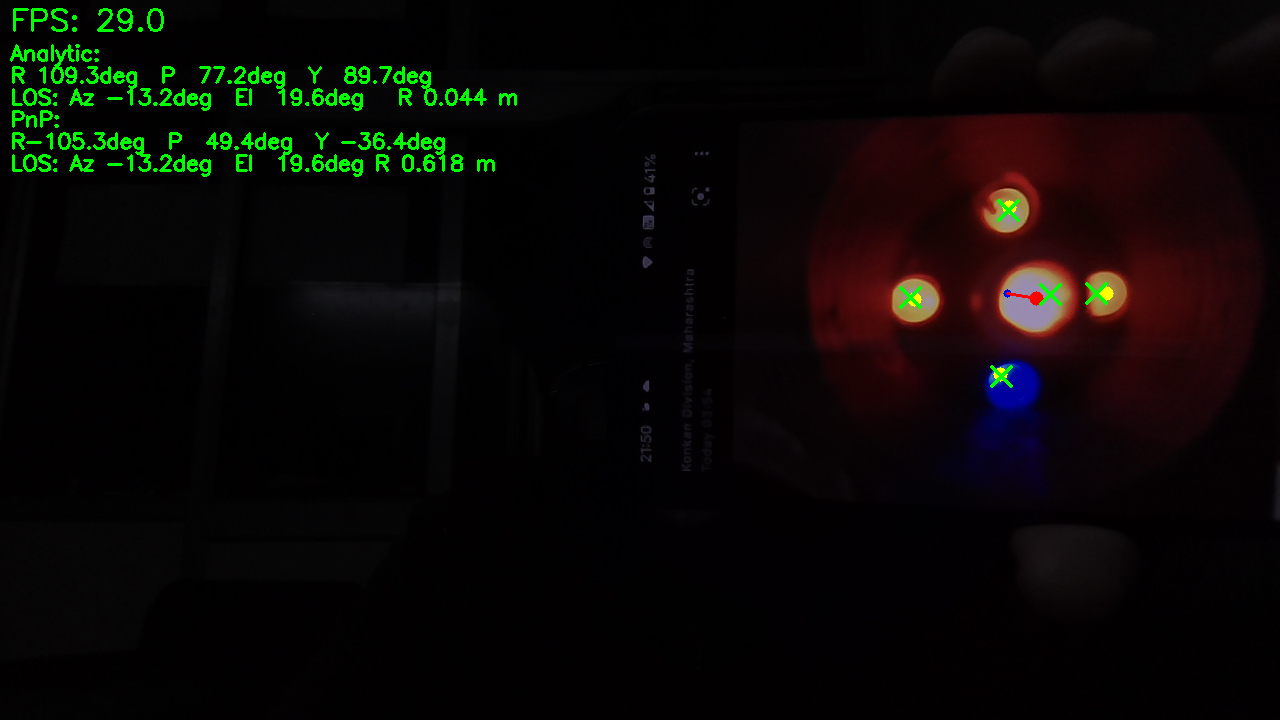 FPS: 29.0
Analytic:
R 109.3deg P 77.2deg Y 89.7deg
LOS: Az -13.2deg El 19.6deg R 0.044 m
PnP:
R-105.3deg P 49.4deg Y -36.4deg
LOS: Az -13.2deg El 19.6deg R 0.618 m
21:50
41%
Konkan Division, Maharashtra
Today